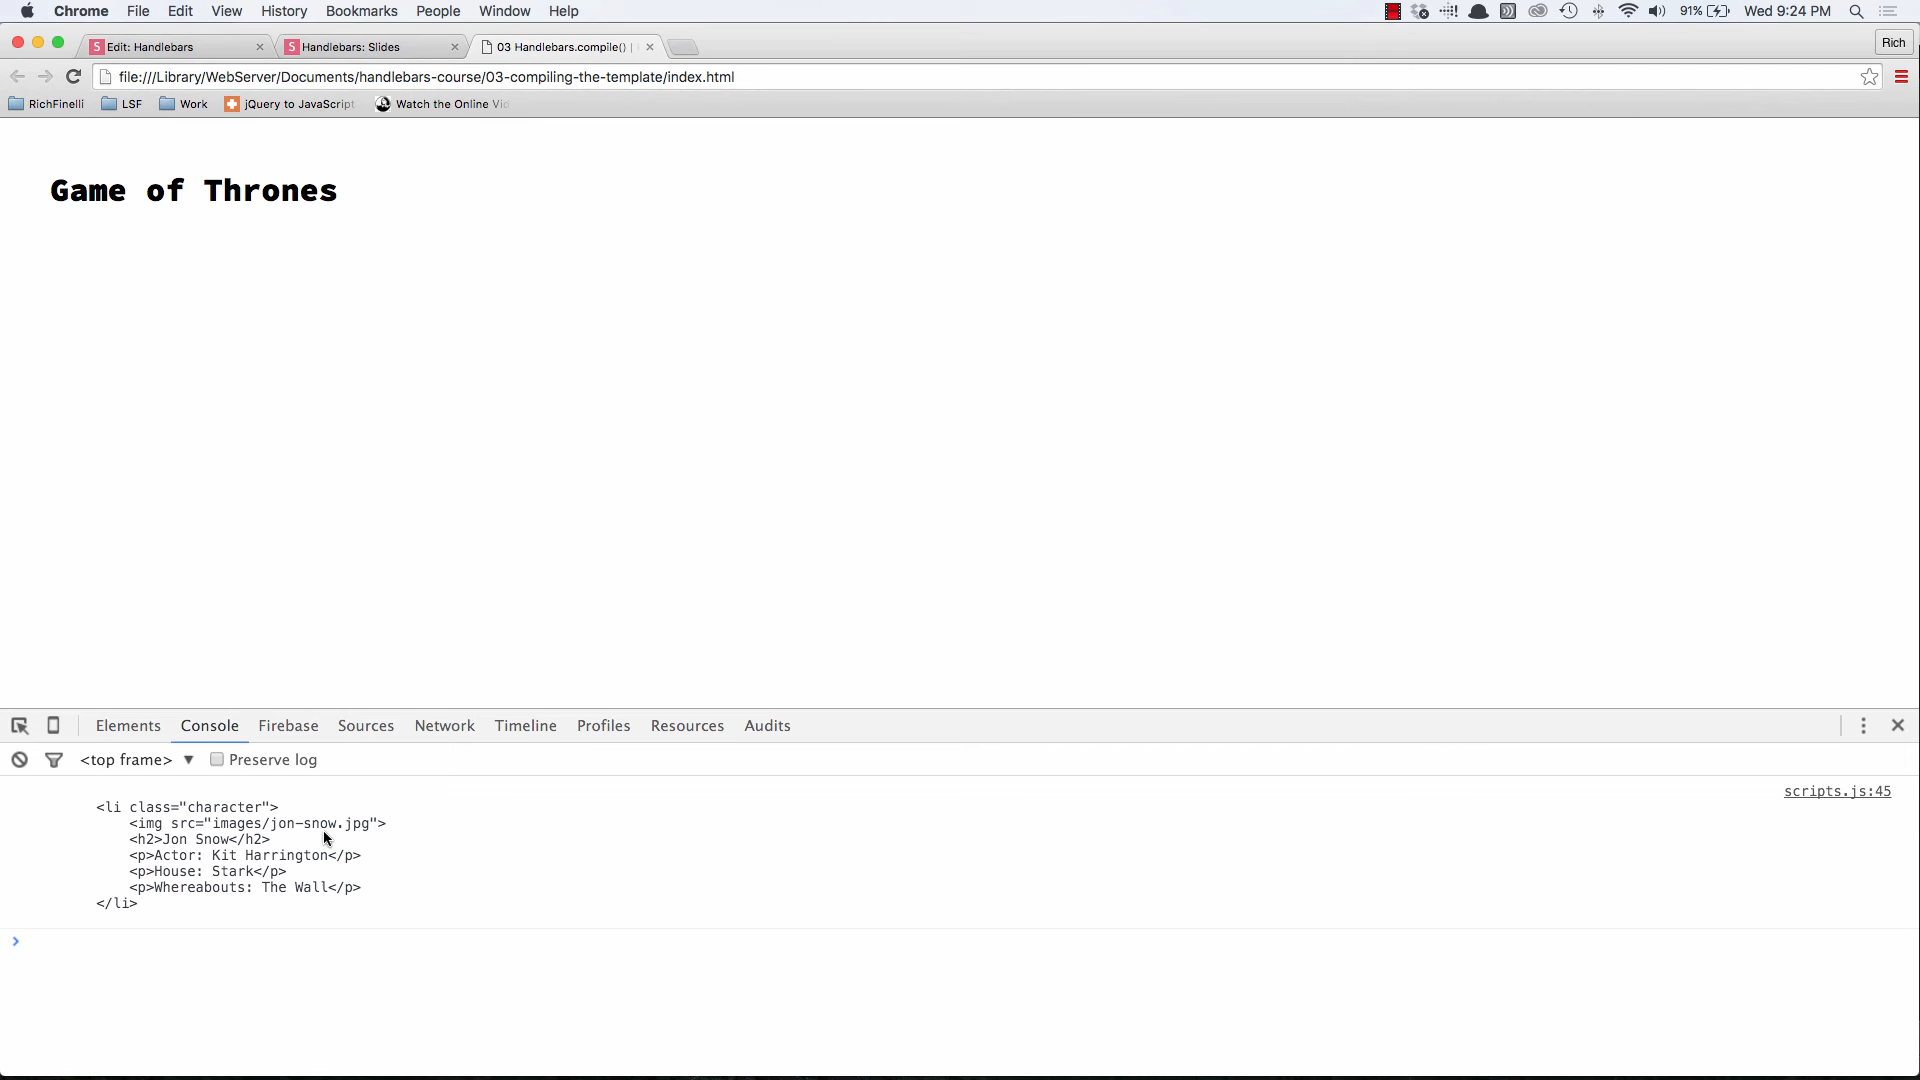 Chrome File Edit View History Bookmarks People Window Help 91% Wed 9:24 PM
Edit: Handlebars Handlebars: Slides 03 Handlebars.compile() | Rich
file:///Library/WebServer/Documents/handlebars-course/03-compiling-the-template/index.html
RichFinelli LSF Work jQuery to JavaScript Watch the Online Vid
Game of Thrones
Elements Console Firebase Sources Network Timeline Profiles Resources Audits
<top frame> ▼ Preserve log
scripts.js:45
<li class="character">
<img src="images/jon-snow.jpg">
<h2>Jon Snow</h2>
<p>Actor: Kit Harrington</p>
<p>House: Stark</p>
<p>Whereabouts: The Wall</p>
</li>